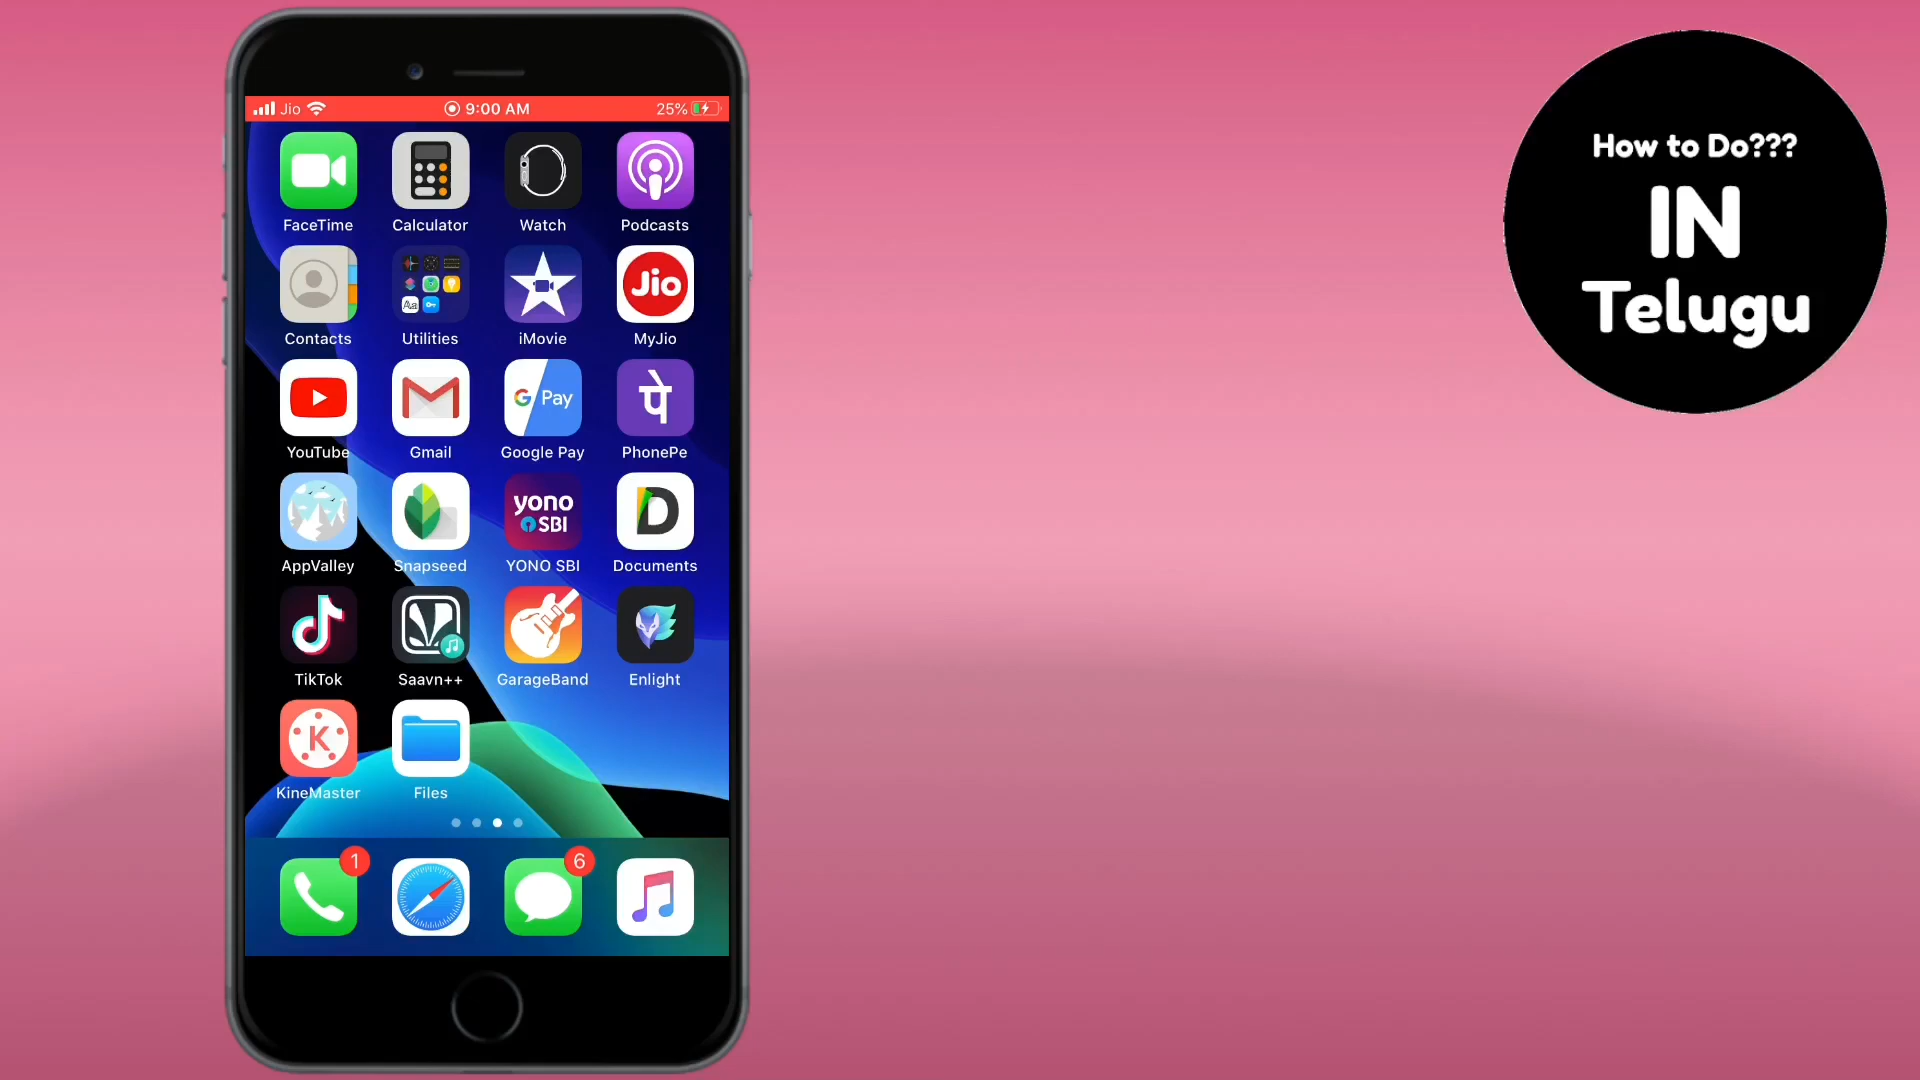 Jio 9:00 AM 25%
FaceTime Calculator Watch Podcasts
Aa Jio
Contacts Utilities iMovie MyJio
G Pay पे
YouTube Gmail Google Pay PhonePe
yono
SBI D
AppValley Snapseed YONO SBI Documents
TikTok Saavn++ GarageBand Enlight
K
KineMaster Files
1 6
How to Do???
IN
Telugu